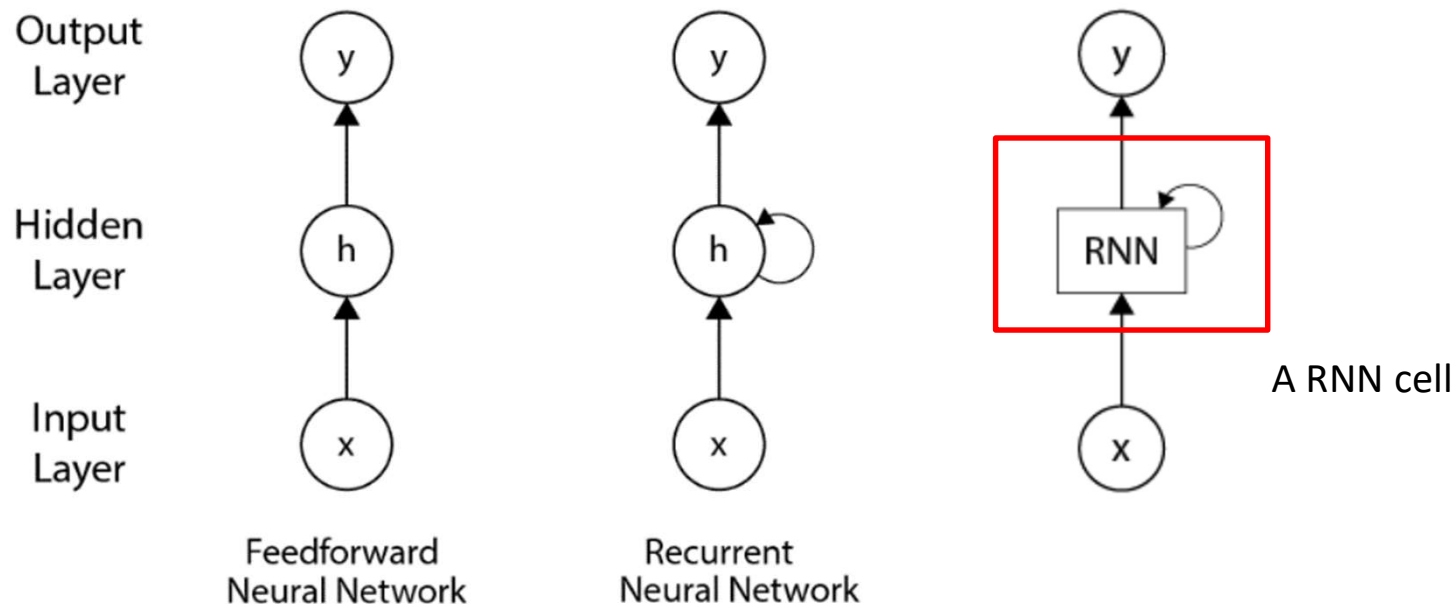 Output
Layer
y
y
y
Hidden
Layer
h
h
RNN
A RNN cell
Input
Layer
x
x
x
Feedforward
Neural Network
Recurrent
Neural Network